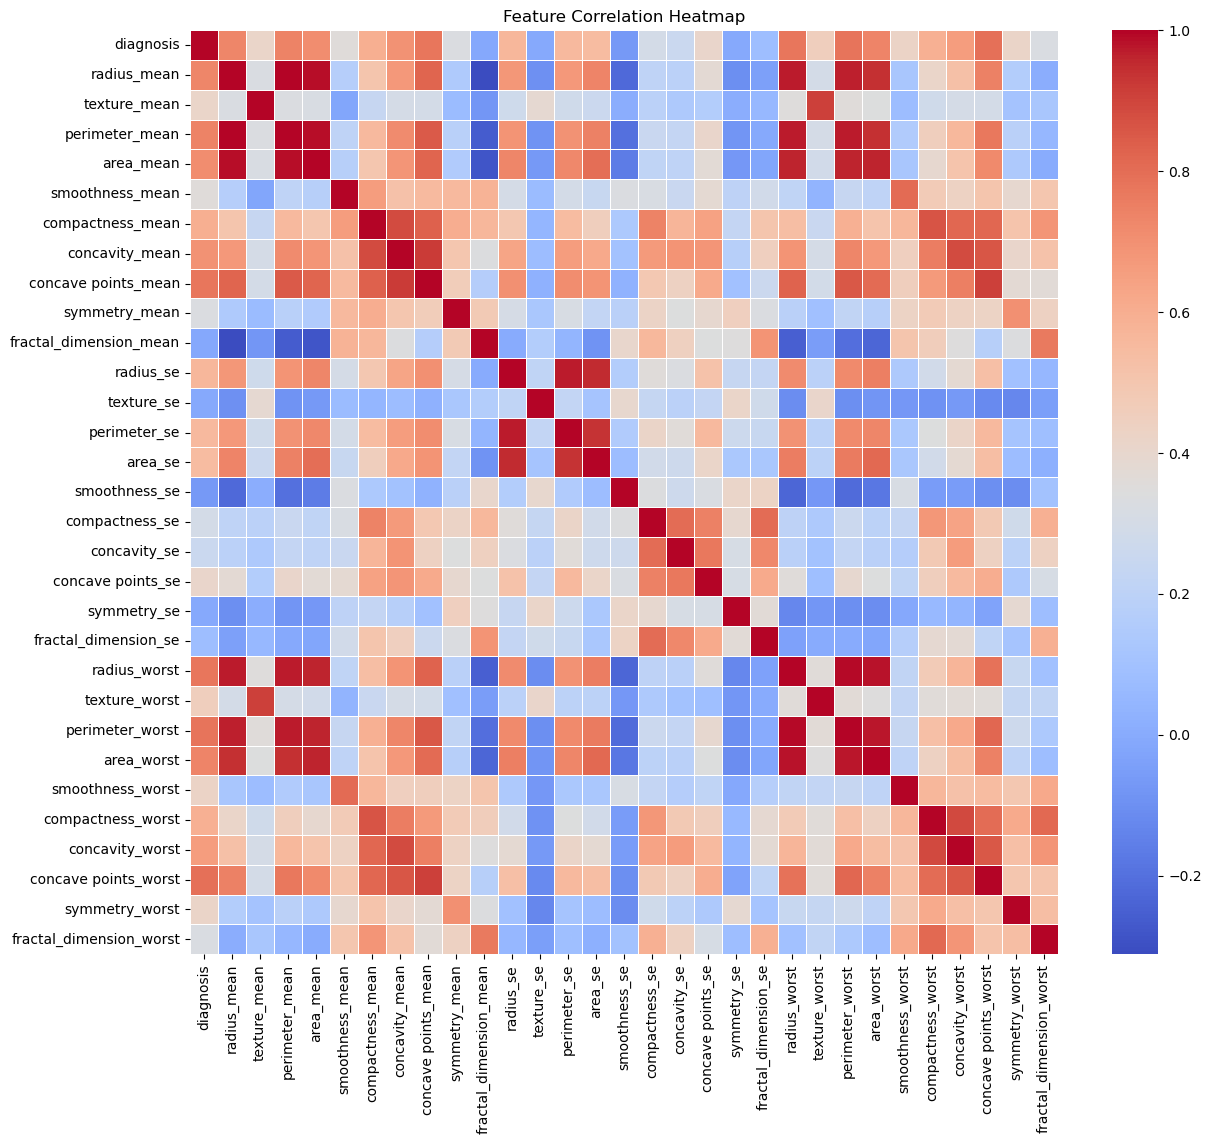 Feature Correlation Heatmap
diagnosis
radius_mean
texture_mean
perimeter_mean
area_mean
smoothness_mean
compactness_mean
concavity_mean
concave points_mean
symmetry_mean
fractal_dimension_mean
radius_se
texture_se
perimeter_se
area_se
smoothness_se
compactness_se
concavity_se
concave points_se
symmetry_se
fractal_dimension_se
radius_worst
texture_worst
perimeter_worst
area_worst
smoothness_worst
compactness_worst
concavity_worst
concave points_worst
symmetry_worst
fractal_dimension_worst
diagnosis
radius_mean
texture_mean
perimeter_mean
area_mean
smoothness_mean
compactness_mean
concavity_mean
concave points_mean
symmetry_mean
fractal_dimension_mean
radius_se
texture_se
perimeter_se
area_se
smoothness_se
compactness_se
concavity_se
concave points_se
symmetry_se
fractal_dimension_se
radius_worst
texture_worst
perimeter_worst
area_worst
smoothness_worst
compactness_worst
concavity_worst
concave points_worst
symmetry_worst
fractal_dimension_worst
1.0
0.8
0.6
0.4
0.2
0.0
−0.2